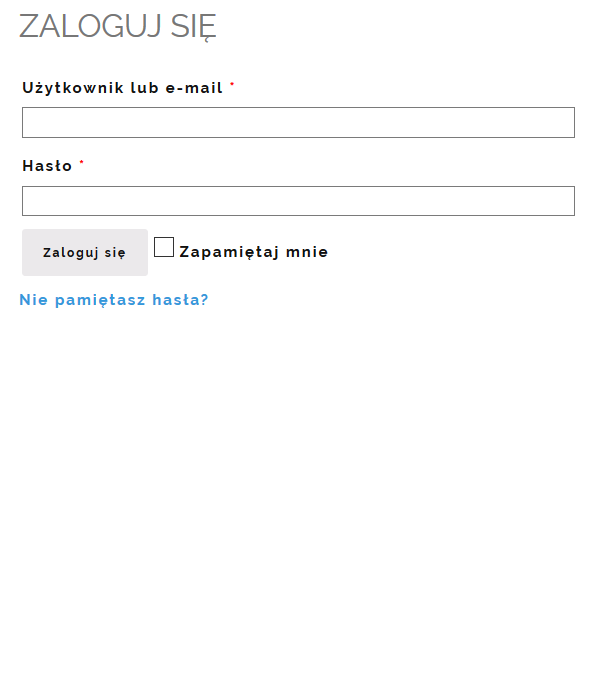 ZALOGUJ SIĘ
Użytkownik lub e-mail *
Hasło *
Zaloguj się Zapamiętaj mnie
Nie pamiętasz hasła?